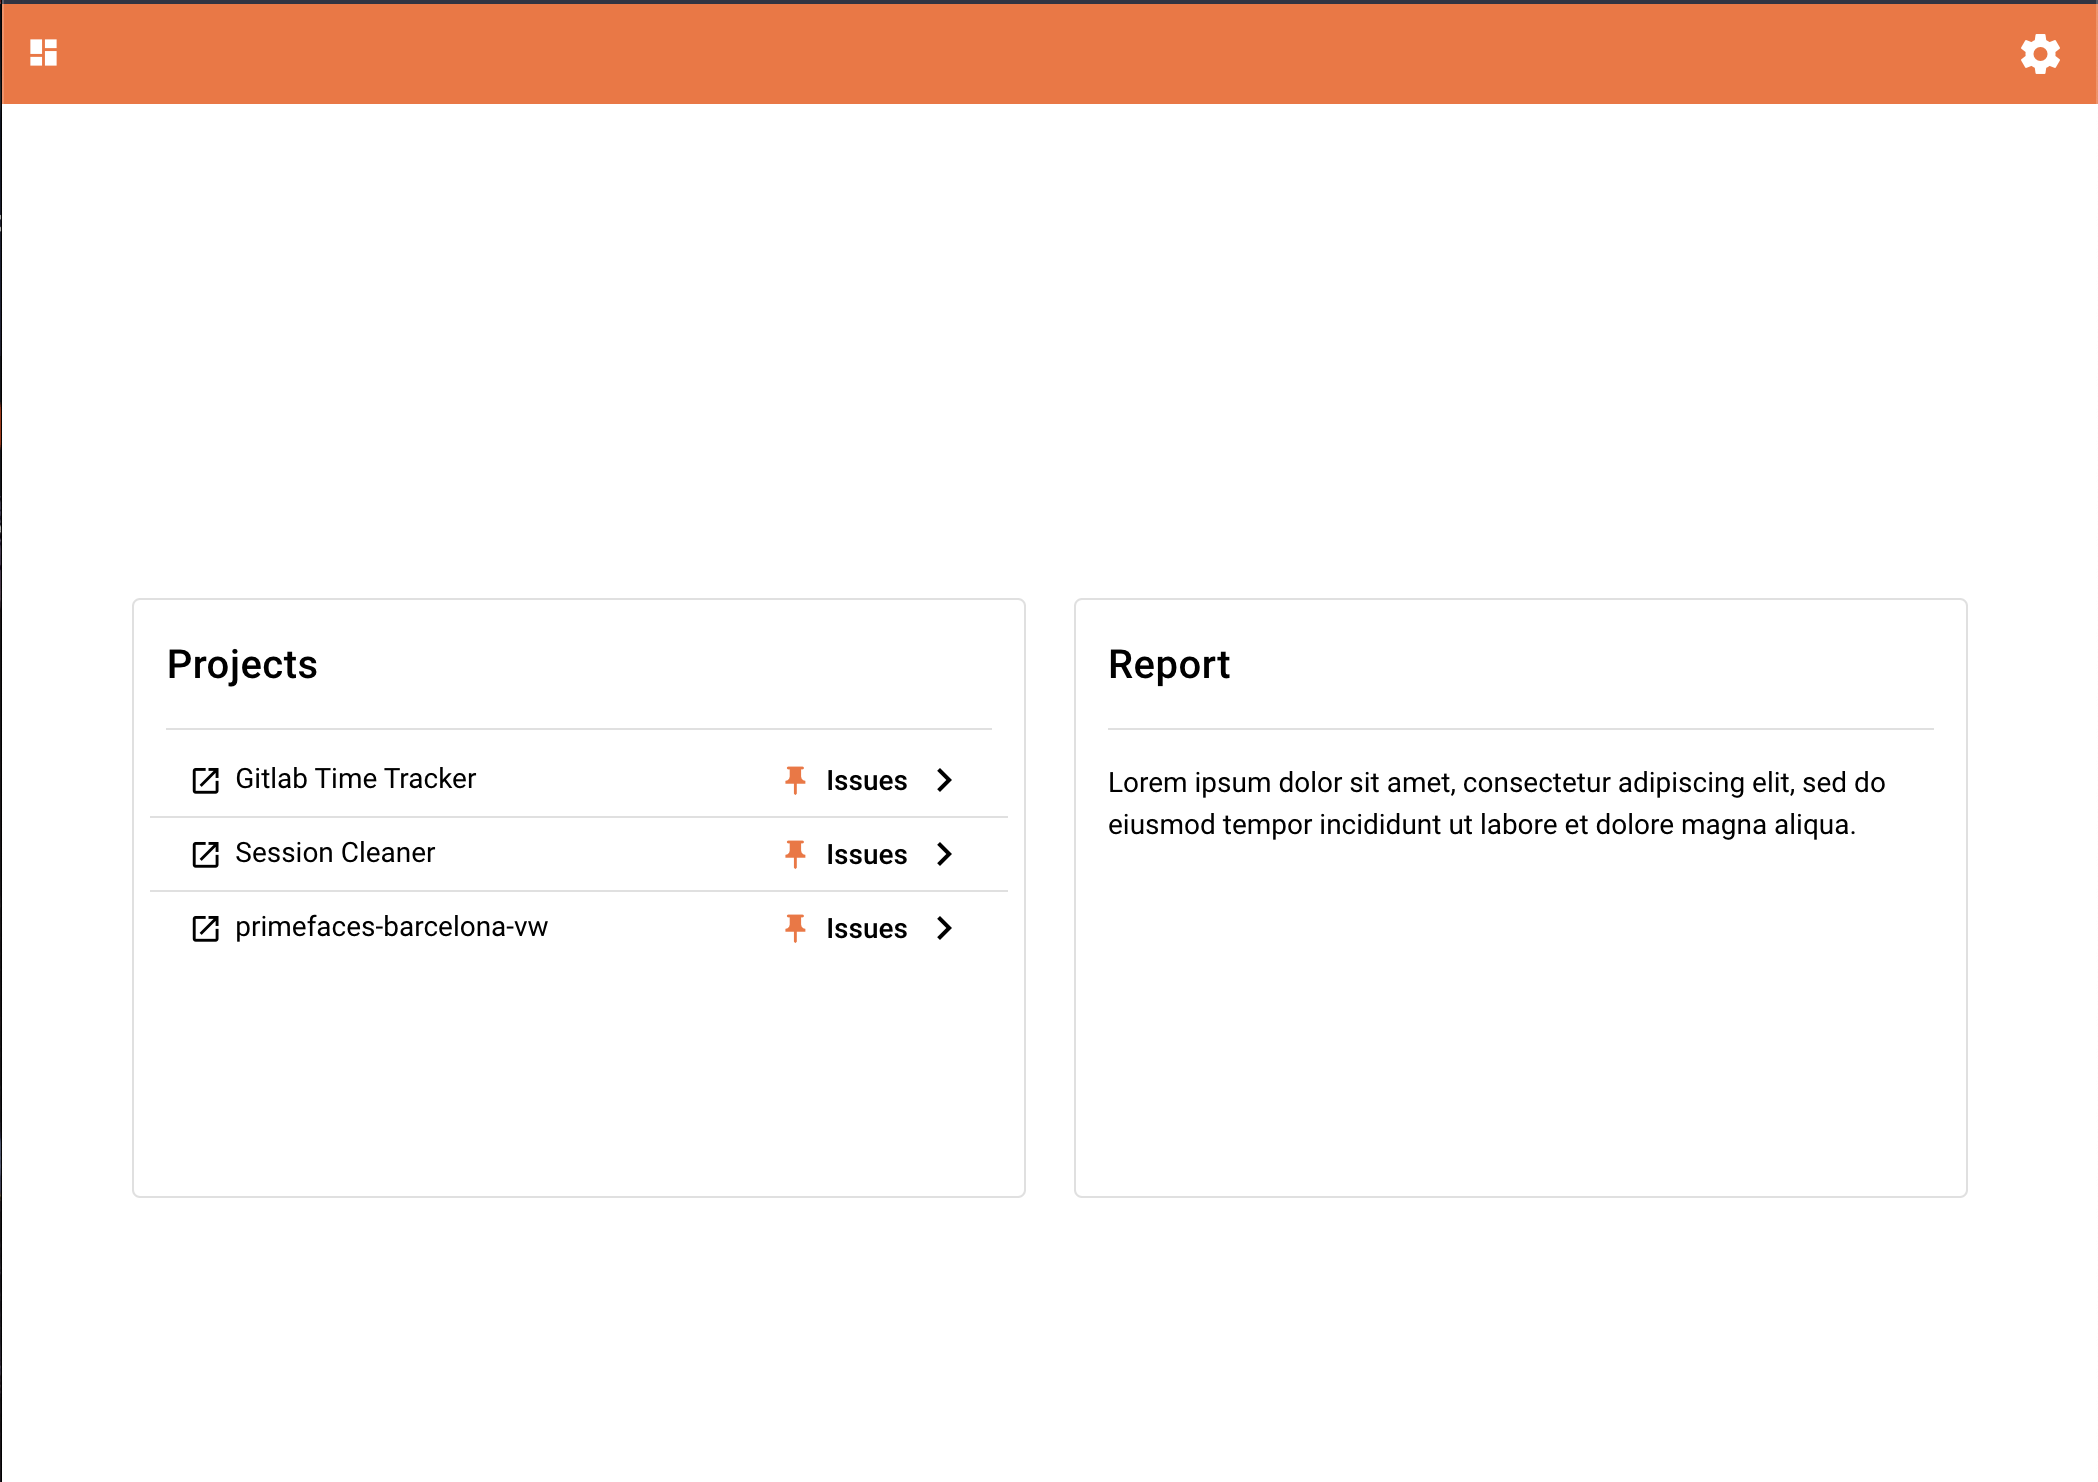 Projects
Gitlab Time Tracker Issues
Session Cleaner Issues
primefaces-barcelona-vw Issues
Report
Lorem ipsum dolor sit amet, consectetur adipiscing elit, sed do
eiusmod tempor incididunt ut labore et dolore magna aliqua.